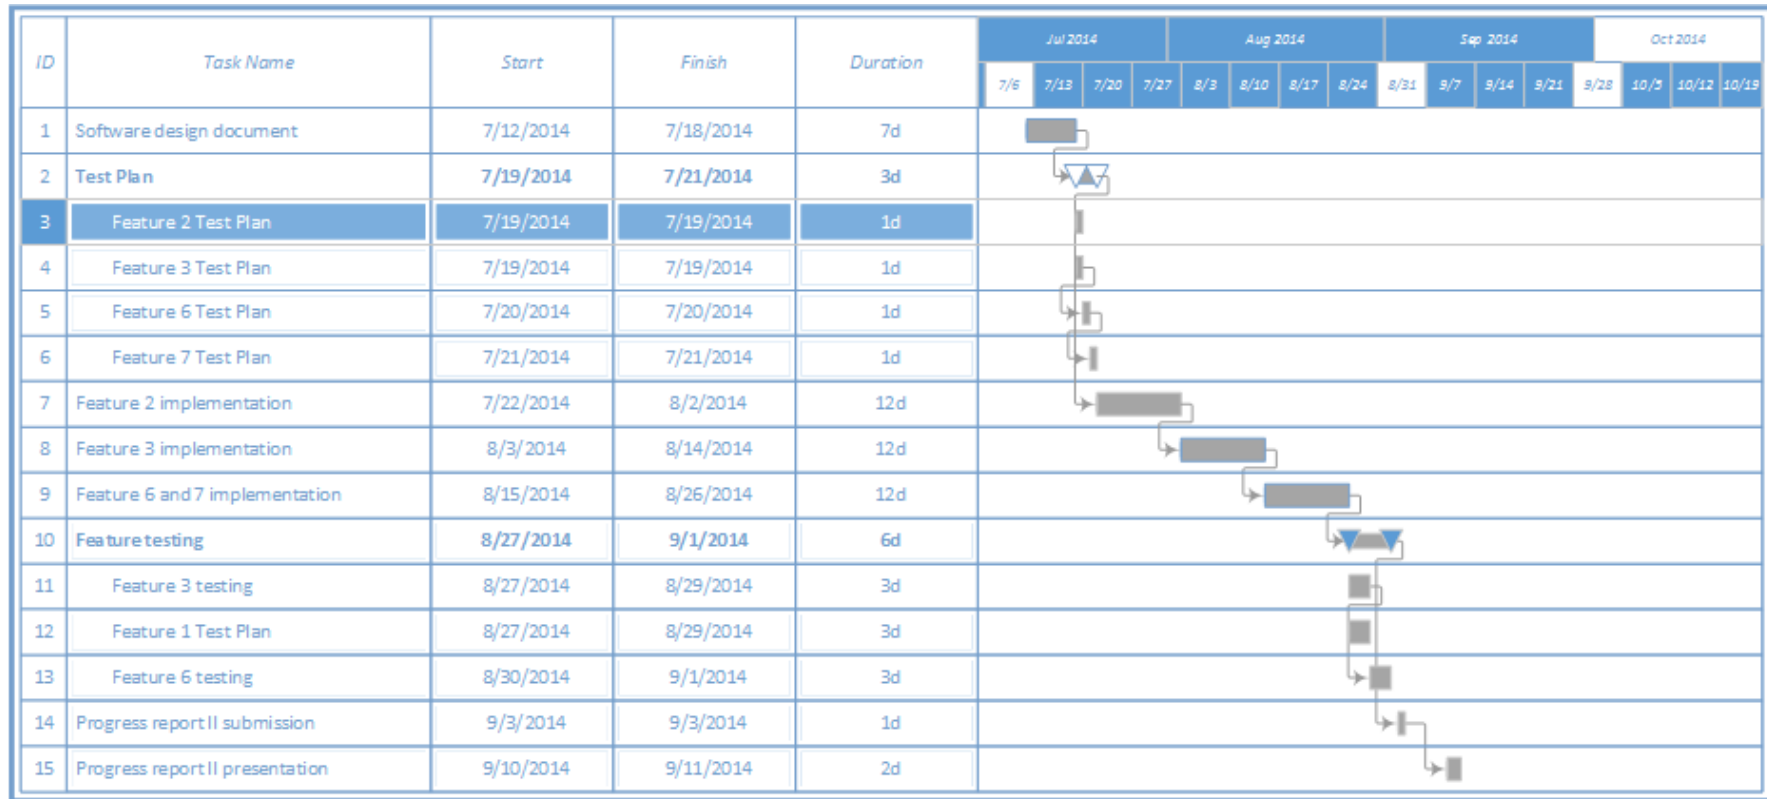 ID Task Name Start Finish Duration Jul 2014 Aug 2014 Sep 2014 Oct 2014
7/6 7/13 7/20 7/27 8/3 8/10 8/17 8/24 8/31 9/7 9/14 9/21 9/28 10/5 10/12 10/19
1 Software design document 7/12/2014 7/18/2014 7d
2 Test Plan 7/19/2014 7/21/2014 3d
3 Feature 2 Test Plan 7/19/2014 7/19/2014 1d
4 Feature 3 Test Plan 7/19/2014 7/19/2014 1d
5 Feature 6 Test Plan 7/20/2014 7/20/2014 1d
6 Feature 7 Test Plan 7/21/2014 7/21/2014 1d
7 Feature 2 implementation 7/22/2014 8/2/2014 12d
8 Feature 3 implementation 8/3/2014 8/14/2014 12d
9 Feature 6 and 7 implementation 8/15/2014 8/26/2014 12d
10 Feature testing 8/27/2014 9/1/2014 6d
11 Feature 3 testing 8/27/2014 8/29/2014 3d
12 Feature 1 Test Plan 8/27/2014 8/29/2014 3d
13 Feature 6 testing 8/30/2014 9/1/2014 3d
14 Progress report II submission 9/3/2014 9/3/2014 1d
15 Progress report II presentation 9/10/2014 9/11/2014 2d